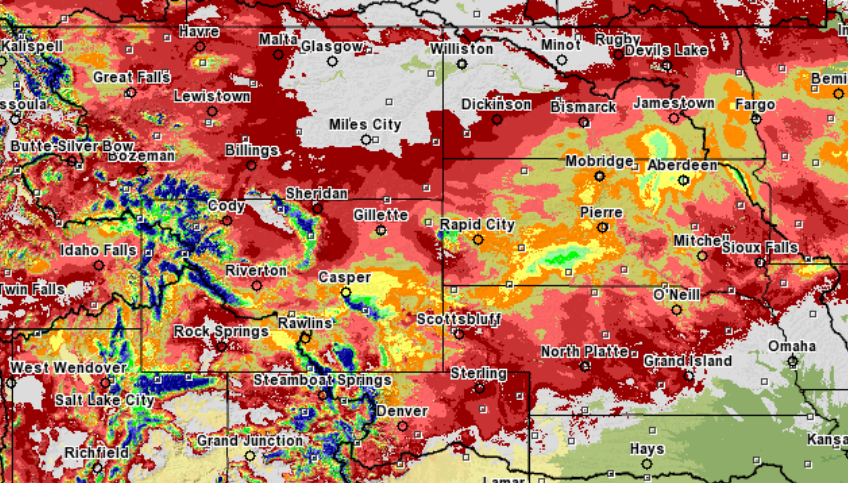 Kalispell
Havre
Malta
Glasgow
Williston
Minot
Rugby
Devils Lake
Great Falls
Lewistown
Dickinson
Bismarck
Jamestown
Fargo
Bemi
ssoula
Miles City
Butte-Silver Bow
Bozeman
Billings
Mobridge
Aberdeen
Cody
Sheridan
Gillette
Rapid City
Pierre
Idaho Falls
Mitchell
Sioux Falls
Riverton
Casper
Twin Falls
O'Neill
Rock Springs
Rawlins
Scottsbluff
North Platte
Grand Island
Omaha
West Wendover
Steamboat Springs
Sterling
Salt Lake City
Denver
Grand Junction
Richfield
Hays
Kansa
Lamar